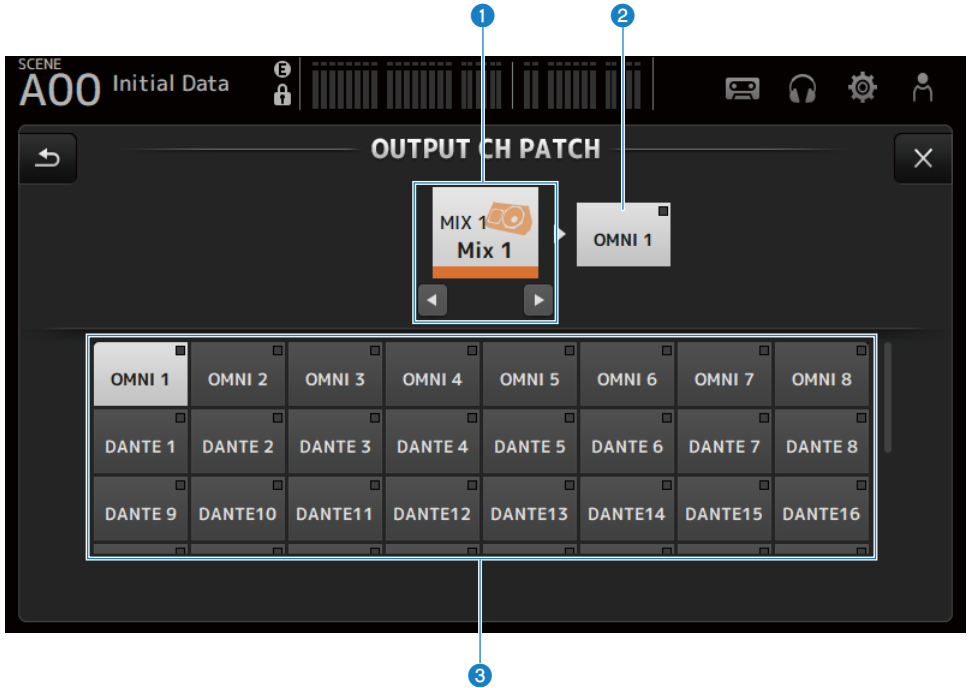 1 2
SCENE
A00 Initial Data E
OUTPUT CH PATCH
MIX 1
Mix 1
OMNI 1
OMNI 1 OMNI 2 OMNI 3 OMNI 4 OMNI 5 OMNI 6 OMNI 7 OMNI 8
DANTE 1 DANTE 2 DANTE 3 DANTE 4 DANTE 5 DANTE 6 DANTE 7 DANTE 8
DANTE 9 DANTE10 DANTE11 DANTE12 DANTE13 DANTE14 DANTE15 DANTE16
3